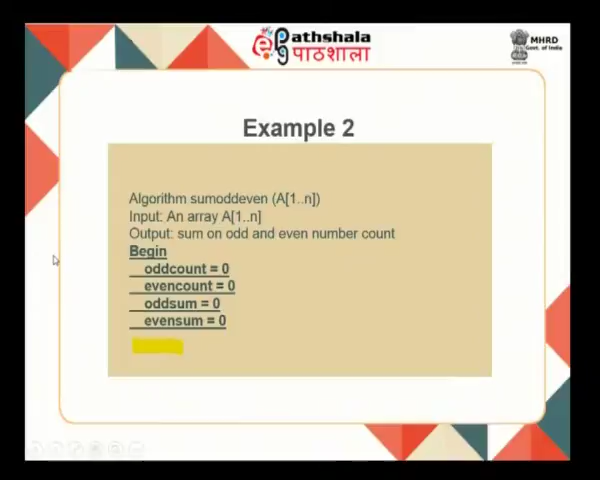 epathshala
पाठशाला
MHRD
Govt. of India
Example 2
Algorithm sumoddeven (A[1..n])
Input: An array A[1..n]
Output: sum on odd and even number count
Begin
oddcount = 0
evencount = 0
oddsum = 0
evensum = 0